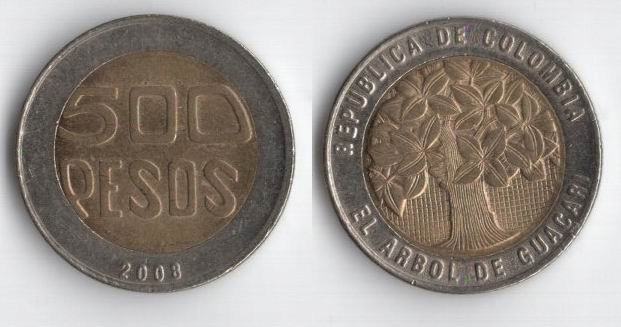 500
PESOS
2008
REPUBLICA DE COLOMBIA
EL ARBOL DE GUACARI